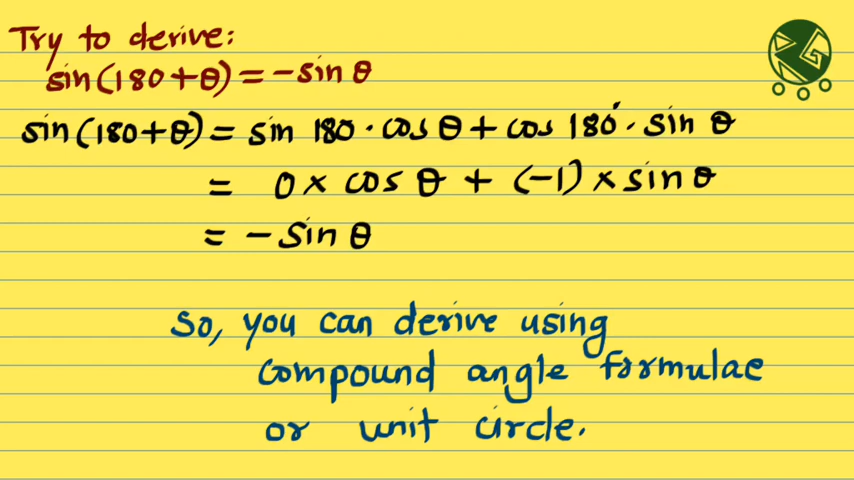 Try to derive:
sin(180+θ) = -sin θ
sin(180+θ) = sin 180 · cos θ + cos 180° · sin θ
= 0 × cos θ + (-1) × sin θ
= - sin θ
So, you can derive using
compound angle formulae
or unit circle.